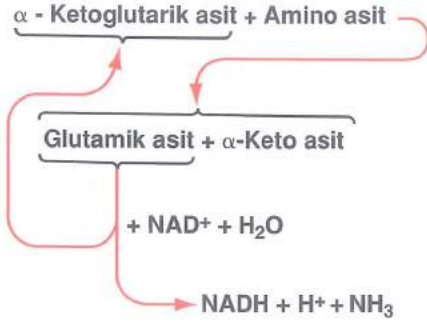 α - Ketoglutarik asit + Amino asit
Glutamik asit + α-Keto asit
+ NAD⁺ + H₂O
NADH + H⁺ + NH₃